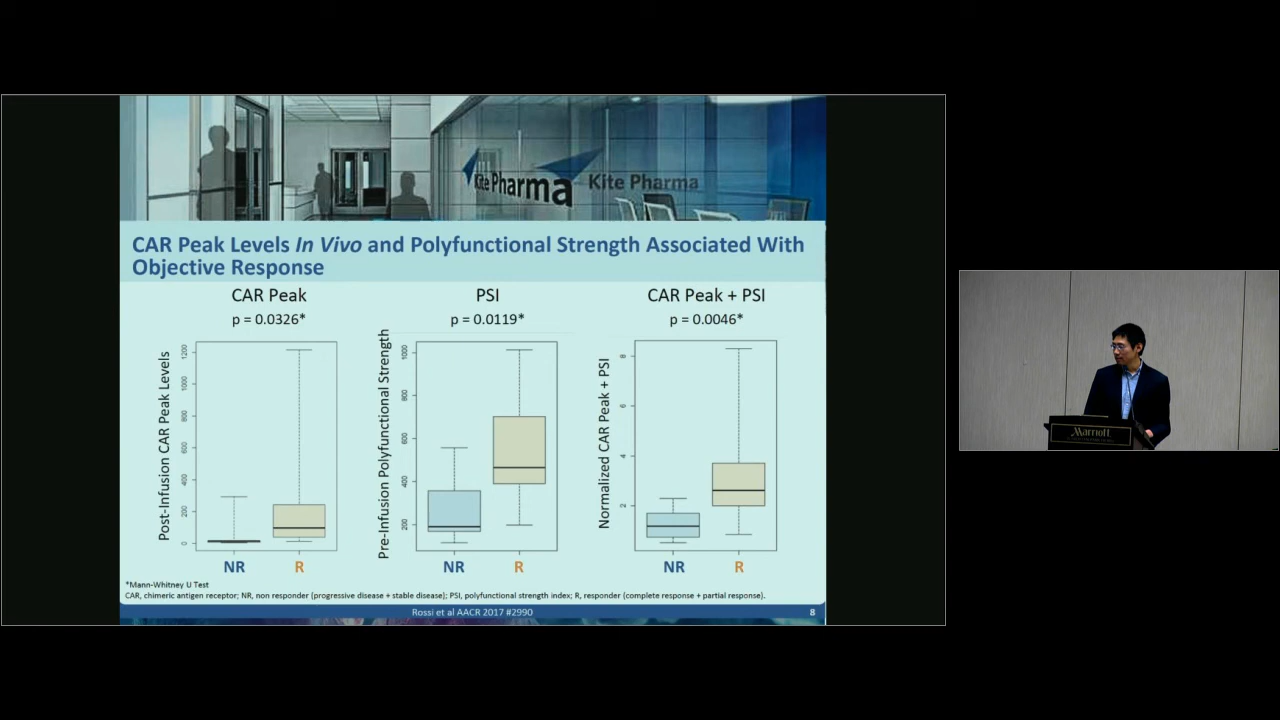 Kite Pharma
Kite Pharma
CAR Peak Levels In Vivo and Polyfunctional Strength Associated With
Objective Response
CAR Peak
p = 0.0326*
Post-Infusion CAR Peak Levels
1200
1000
800
600
400
200
0
NR
R
PSI
p = 0.0119*
Pre-Infusion Polyfunctional Strength
1000
800
600
400
200
NR
R
CAR Peak + PSI
p = 0.0046*
Normalized CAR Peak + PSI
8
6
4
2
NR
R
*Mann-Whitney U Test
CAR, chimeric antigen receptor; NR, non responder (progressive disease + stable disease); PSI, polyfunctional strength index; R, responder (complete response + partial response).
Rossi et al AACR 2017 #2990
8
Marriott